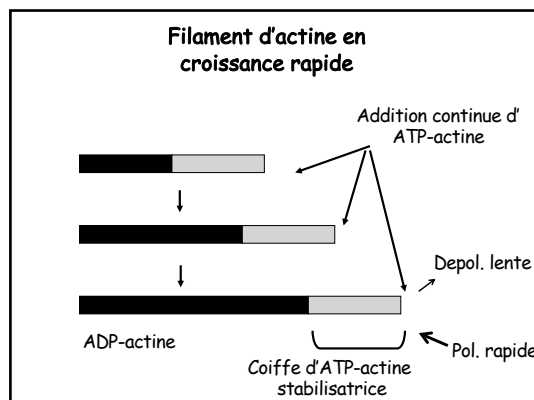 Filament d'actine en
croissance rapide
Addition continue d'
ATP-actine
Depol. lente
ADP-actine
Pol. rapide
Coiffe d'ATP-actine
stabilisatrice